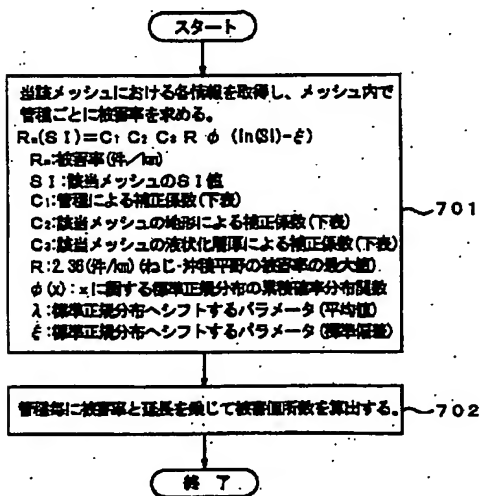 スタート
当該メッシュにおける各情報を取得し、メッシュ内で
管種ごとに被害率を求める。
Rm(SI)=C1 C2 C3 R φ (ln(SI)-ξ)
Rm:被害率(件/km)
SI:該当メッシュのSI値
C1:管種による補正係数(下表)
C2:該当メッシュの地形による補正係数(下表)
C3:該当メッシュの液状化層厚による補正係数(下表)
R:2.36(件/km)(ねじ・沖積平野の被害率の最大値)
φ(x):xに関する標準正規分布の累積確率分布関数
λ:標準正規分布へシフトするパラメータ(平均値)
ξ:標準正規分布へシフトするパラメータ(標準偏差)
701
管種毎に被害率と延長を乗じて被害個所数を算出する。
702
終了